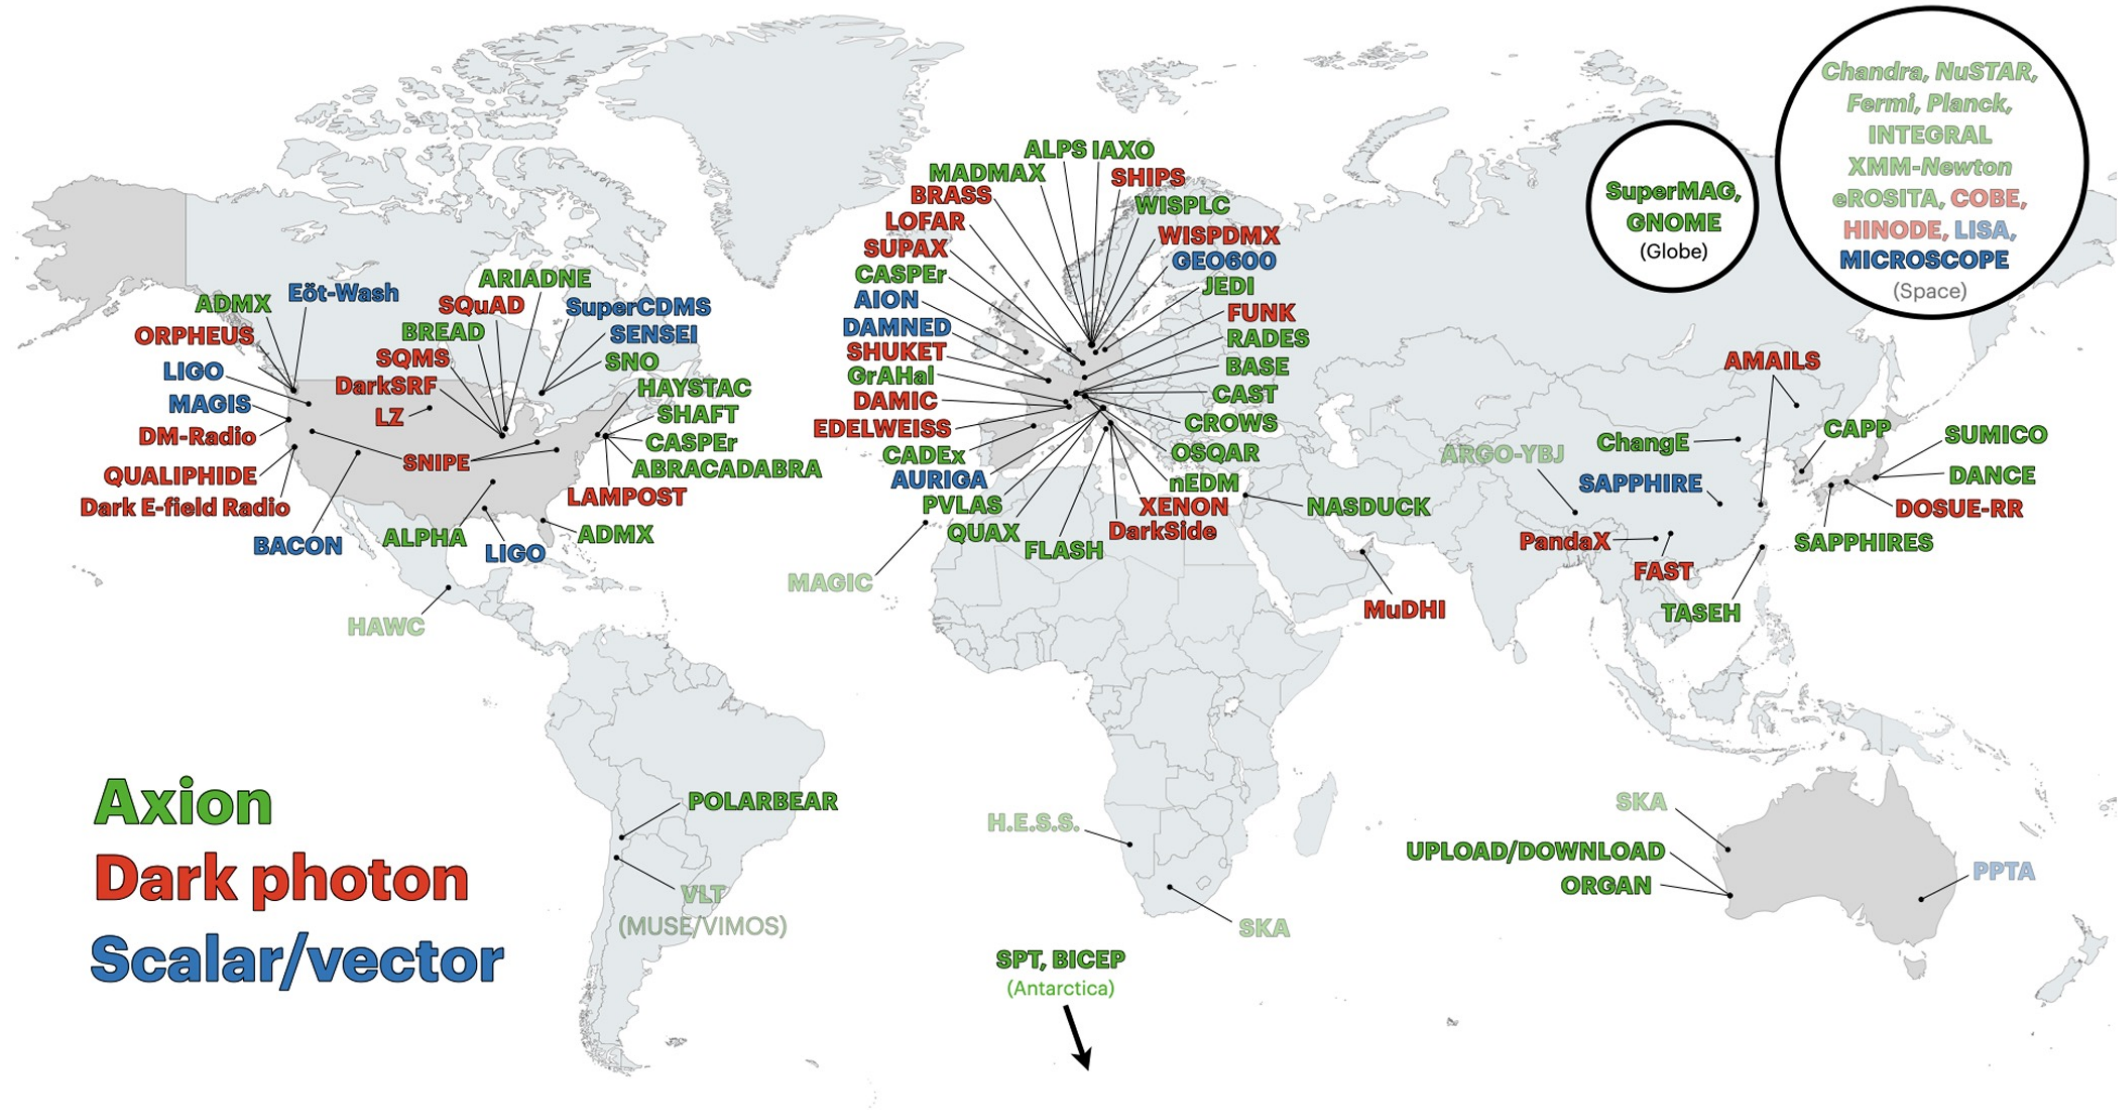 Chandra, NuSTAR,
Fermi, Planck,
INTEGRAL
XMM-Newton
eROSITA, COBE,
HINODE, LISA,
MICROSCOPE
(Space)
SuperMAG,
GNOME
(Globe)
ADMX
Eöt-Wash
ORPHEUS
LIGO
MAGIS
DM-Radio
QUALIPHIDE
Dark E-field Radio
BACON
ARIADNE
SQuAD
BREAD
SQMS
DarkSRF
LZ
SNIPE
SuperCDMS
SENSEI
SNO
HAYSTAC
SHAFT
CASPEr
ABRACADABRA
LAMPOST
ALPHA
LIGO
ADMX
HAWC
ALPS
IAXO
MADMAX
SHIPS
BRASS
WISPLC
LOFAR
WISPDMX
SUPAX
GEO600
CASPEr
JEDI
AION
FUNK
DAMNED
RADES
SHUKET
BASE
GrAHal
CAST
DAMIC
CROWS
EDELWEISS
OSQAR
CADEx
nEDM
AURIGA
XENON
PVLAS
DarkSide
QUAX
FLASH
NASDUCK
MAGIC
MuDHI
AMAILS
CAPP
ChangE
SUMICO
ARGO-YBJ
DANCE
SAPPHIRE
DOSUE-RR
PandaX
SAPPHIRES
FAST
TASEH
POLARBEAR
VLT
(MUSE/VIMOS)
H.E.S.S.
SKA
SKA
UPLOAD/DOWNLOAD
ORGAN
PPTA
SPT, BICEP
(Antarctica)
Axion
Dark photon
Scalar/vector